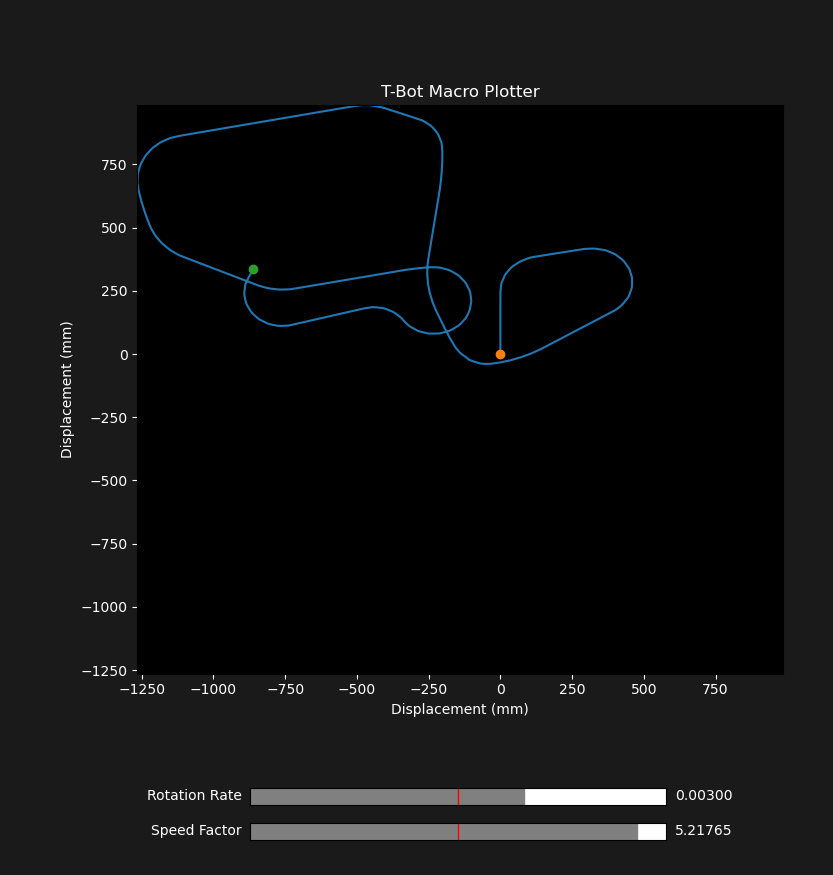 T-Bot Macro Plotter
750
500
250
0
−250
−500
−750
−1000
−1250
Displacement (mm)
−1250 −1000 −750 −500 −250 0 250 500 750
Displacement (mm)
Rotation Rate 0.00300
Speed Factor 5.21765